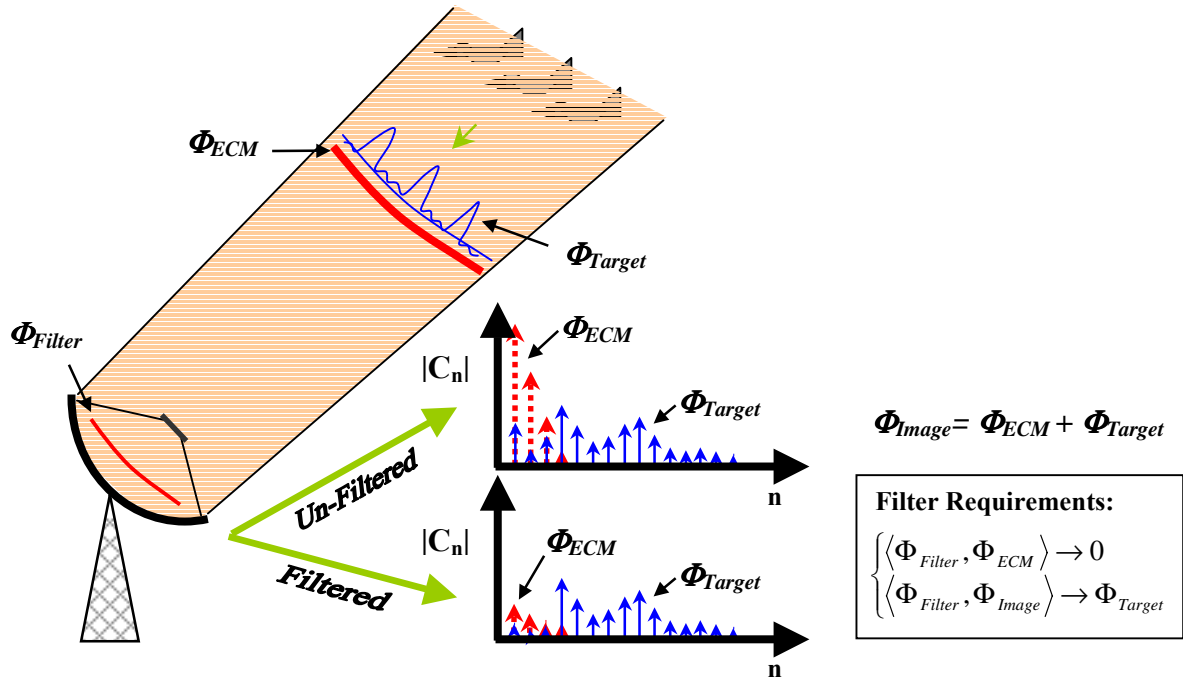 Φ_ECM
Φ_Target
Φ_Filter
|C_n|
Φ_ECM
Φ_Target
n
Un-Filtered
Filtered
|C_n|
Φ_ECM
Φ_Target
n
Φ_Image = Φ_ECM + Φ_Target
Filter Requirements:
⟨Φ_Filter, Φ_ECM⟩ → 0
⟨Φ_Filter, Φ_Image⟩ → Φ_Target